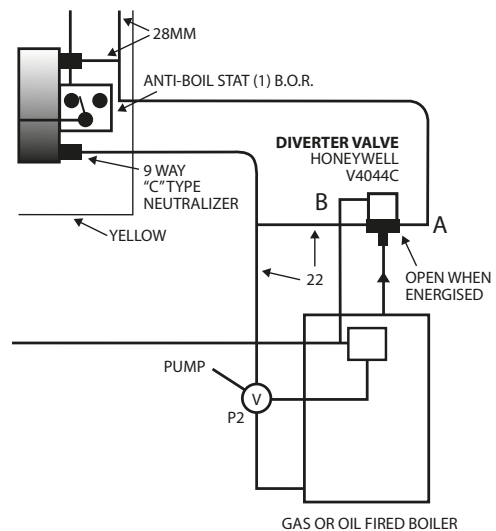 28MM
ANTI-BOIL STAT (1) B.O.R.
DIVERTER VALVE
HONEYWELL
V4044C
9 WAY
“C”TYPE
NEUTRALIZER
B
A
YELLOW
OPEN WHEN
ENERGISED
22
PUMP
V
P2
GAS OR OIL FIRED BOILER